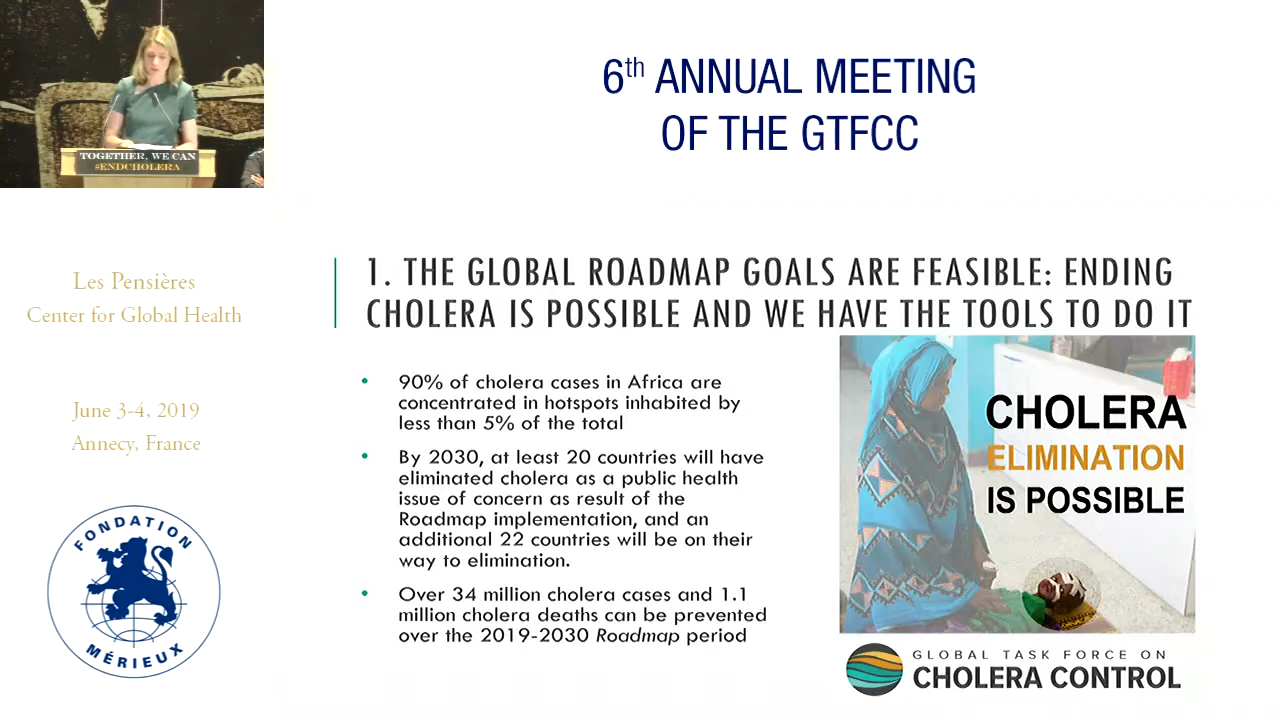 6th ANNUAL MEETING
OF THE GTFCC
TOGETHER, WE CAN
#ENDCHOLERA
Les Pensières
Center for Global Health
June 3-4, 2019
Annecy, France
FONDATION
MÉRIEUX
1. THE GLOBAL ROADMAP GOALS ARE FEASIBLE: ENDING
CHOLERA IS POSSIBLE AND WE HAVE THE TOOLS TO DO IT
• 90% of cholera cases in Africa are
concentrated in hotspots inhabited by
less than 5% of the total
• By 2030, at least 20 countries will have
eliminated cholera as a public health
issue of concern as result of the
Roadmap implementation, and an
additional 22 countries will be on their
way to elimination.
• Over 34 million cholera cases and 1.1
million cholera deaths can be prevented
over the 2019-2030 Roadmap period
CHOLERA
ELIMINATION
IS POSSIBLE
GLOBAL TASK FORCE ON
CHOLERA CONTROL